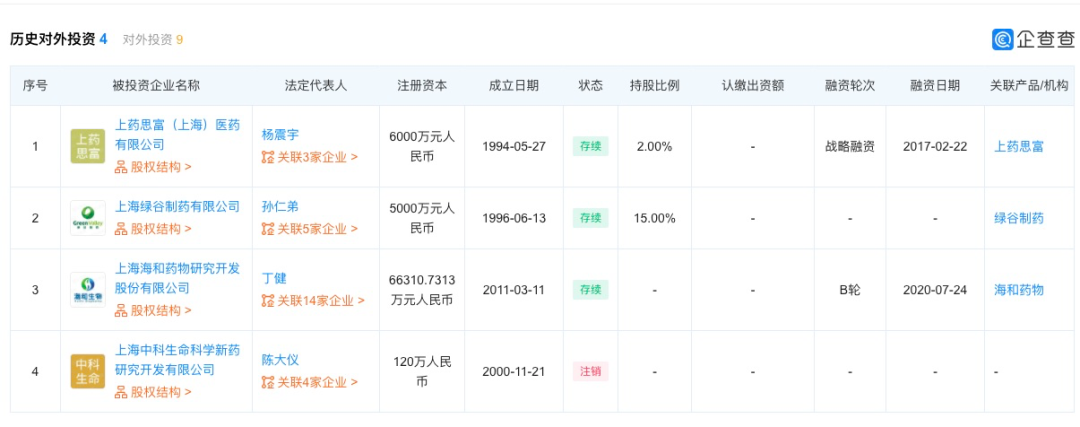 历史对外投资 4 对外投资 9
企查查
序号 被投资企业名称 法定代表人 注册资本 成立日期 状态 持股比例 认缴出资额 融资轮次 融资日期 关联产品/机构
1
上药
思富
上药思富（上海）医药
有限公司
股权结构 >
杨震宇
关联3家企业 >
6000万元人
民币
1994-05-27
存续
2.00%
-
战略融资
2017-02-22
上药思富
2
Green Valley
上海绿谷制药有限公司
股权结构 >
孙仁弟
关联5家企业 >
5000万元人
民币
1996-06-13
存续
15.00%
-
-
-
绿谷制药
3
海和生物
上海海和药物研究开发
股份有限公司
股权结构 >
丁健
关联14家企业 >
66310.7313
万元人民币
2011-03-11
存续
-
-
B轮
2020-07-24
海和药物
4
中科
生命
上海中科生命科学新药
研究开发有限公司
股权结构 >
陈大仪
关联4家企业 >
120万人民
币
2000-11-21
注销
-
-
-
-
-